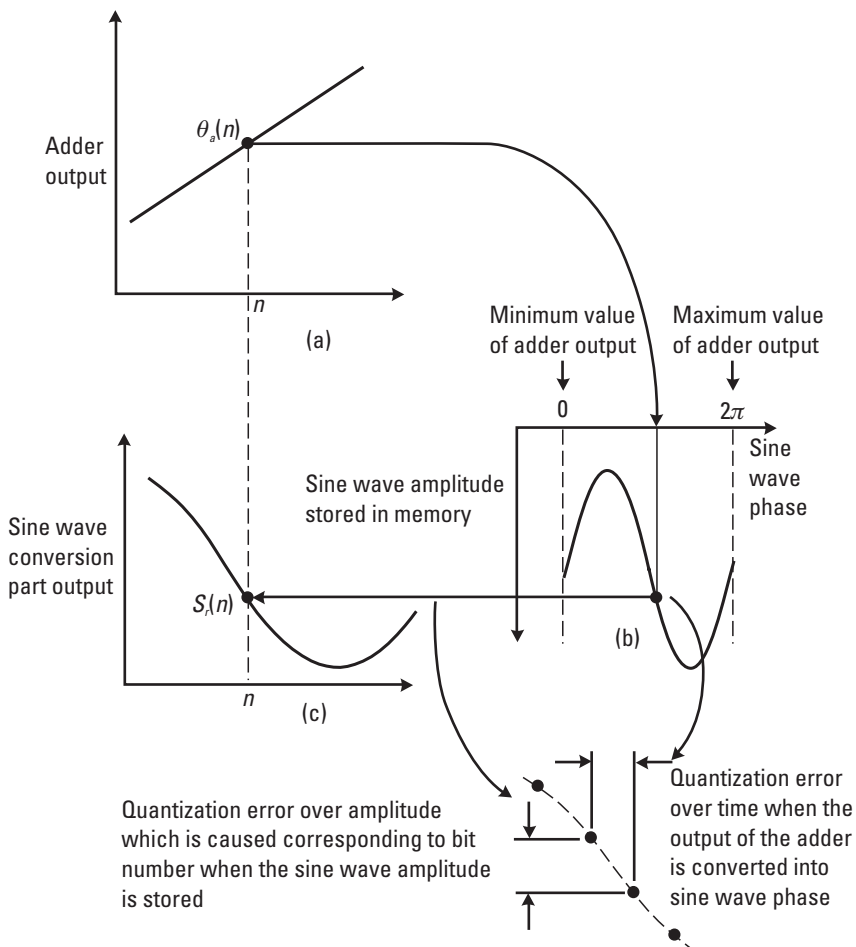 θₐ(n)
Adder
output
n
(a)
Minimum value
of adder output
Maximum value
of adder output
0
2π
Sine
wave
phase
Sine wave amplitude
stored in memory
(b)
Sine wave
conversion
part output
Sᵣ(n)
n
(c)
Quantization error over amplitude
which is caused corresponding to bit
number when the sine wave amplitude
is stored
Quantization error
over time when the
output of the adder
is converted into
sine wave phase